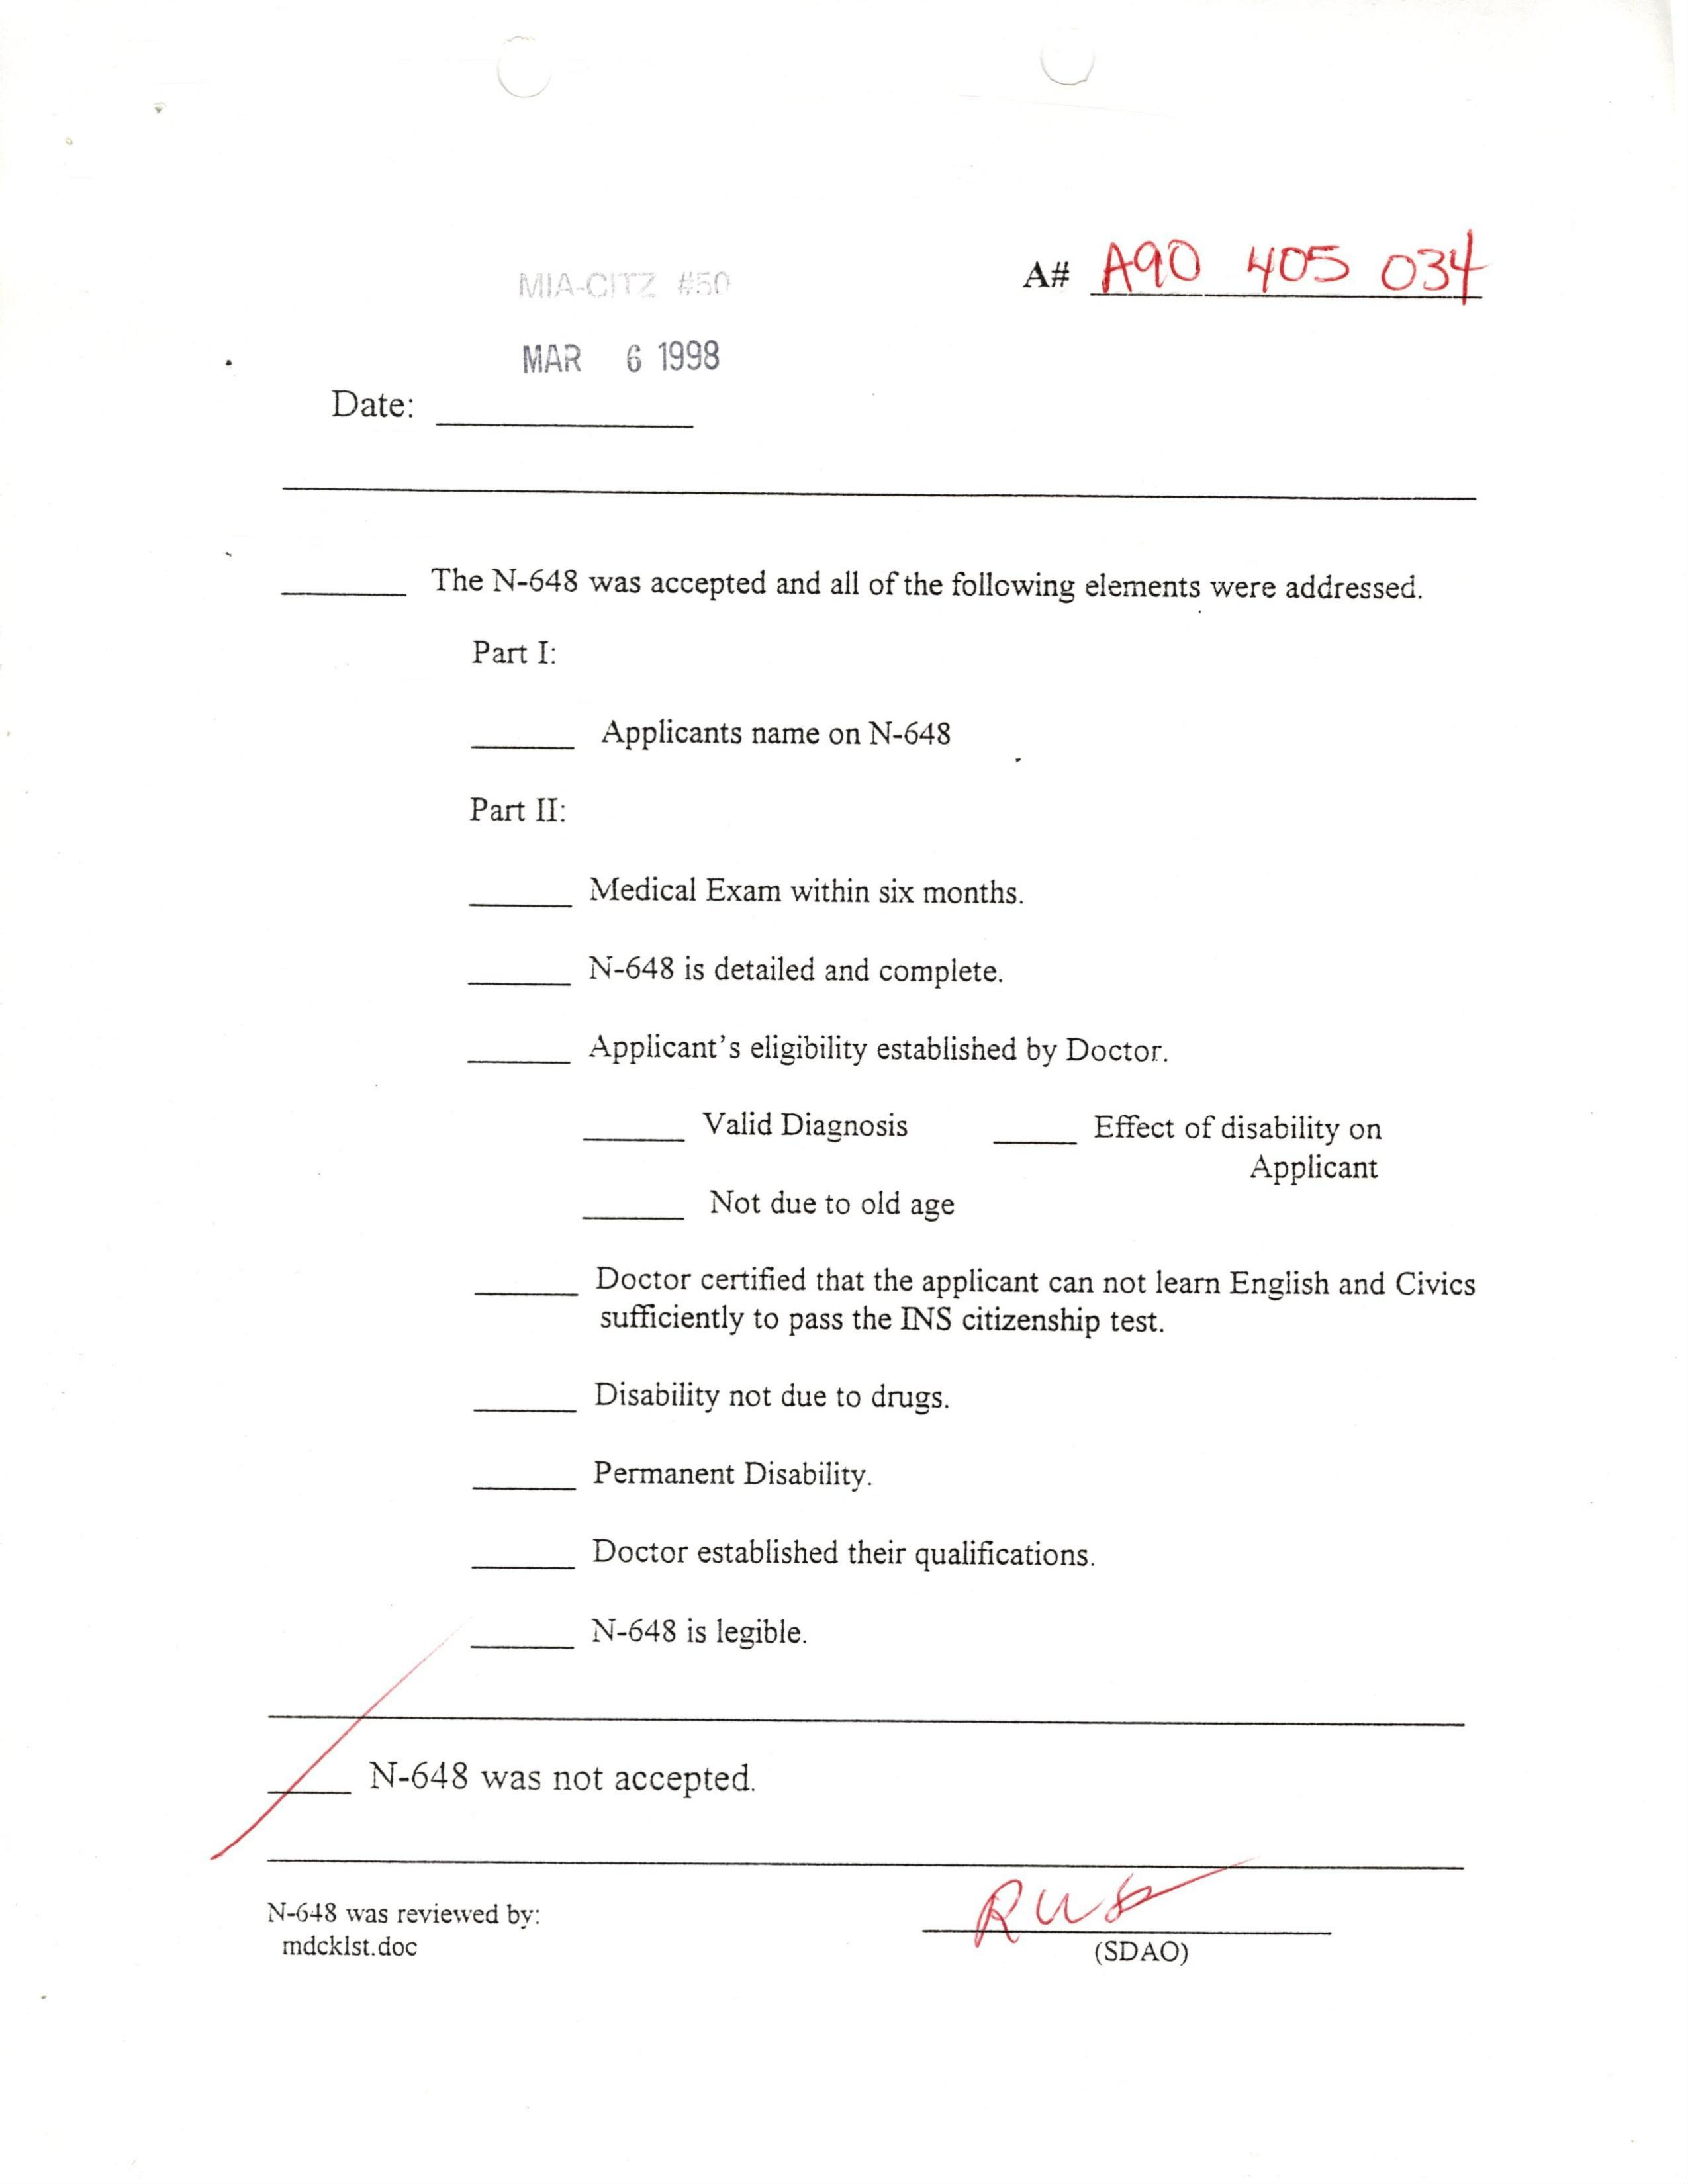 MIA-CITZ #50
A# A90 405 034
MAR 6 1998
Date:
The N-648 was accepted and all of the following elements were addressed.
Part I:
Applicants name on N-648
Part II:
Medical Exam within six months.
N-648 is detailed and complete.
Applicant's eligibility established by Doctor.
Valid Diagnosis Effect of disability on
Applicant
Not due to old age
Doctor certified that the applicant can not learn English and Civics
sufficiently to pass the INS citizenship test.
Disability not due to drugs.
Permanent Disability.
Doctor established their qualifications.
N-648 is legible.
N-648 was not accepted.
N-648 was reviewed by:
mdcklst.doc
(SDAO)